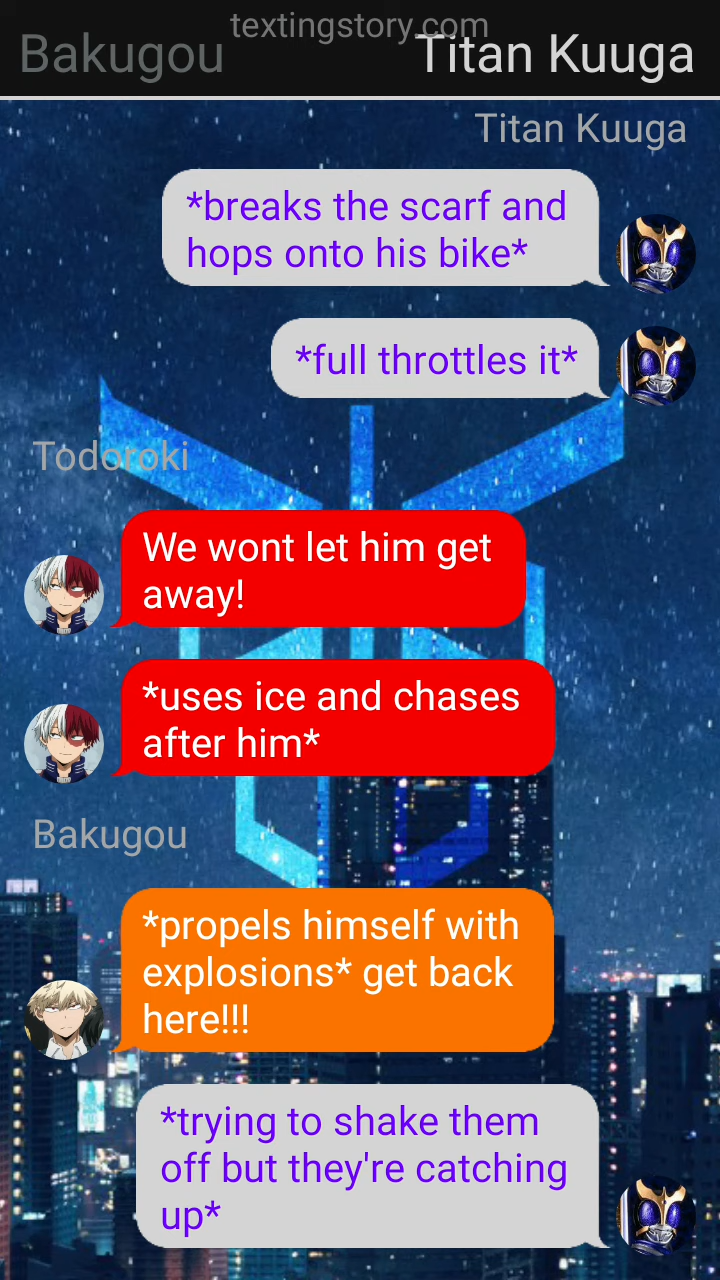 textingstory.com
Bakugou
Titan Kuuga
Titan Kuuga
*breaks the scarf and
hops onto his bike*
*full throttles it*
Todoroki
We wont let him get
away!
*uses ice and chases
after him*
Bakugou
*propels himself with
explosions* get back
here!!!
*trying to shake them
off but they're catching
up*